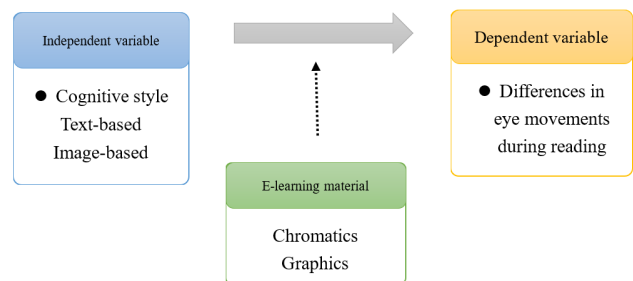 Independent variable
● Cognitive style
Text-based
Image-based
Dependent variable
● Differences in
eye movements
during reading
E-learning material
Chromatics
Graphics